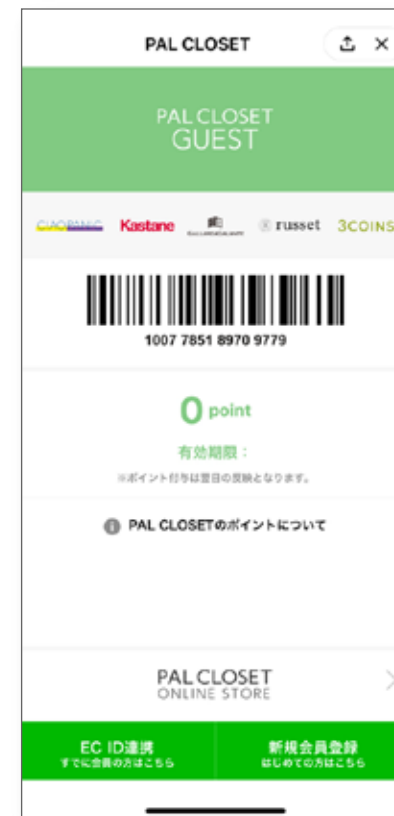 PAL CLOSET
PAL CLOSET
GUEST
CIAOPANIC Kastane russet 3COINS
1007 7851 8970 9779
0 point
有効期限：
※ポイント付与は翌日の反映となります。
PAL CLOSETのポイントについて
PAL CLOSET
ONLINE STORE
EC ID連携
すでに会員の方はこちら
新規会員登録
はじめての方はこちら